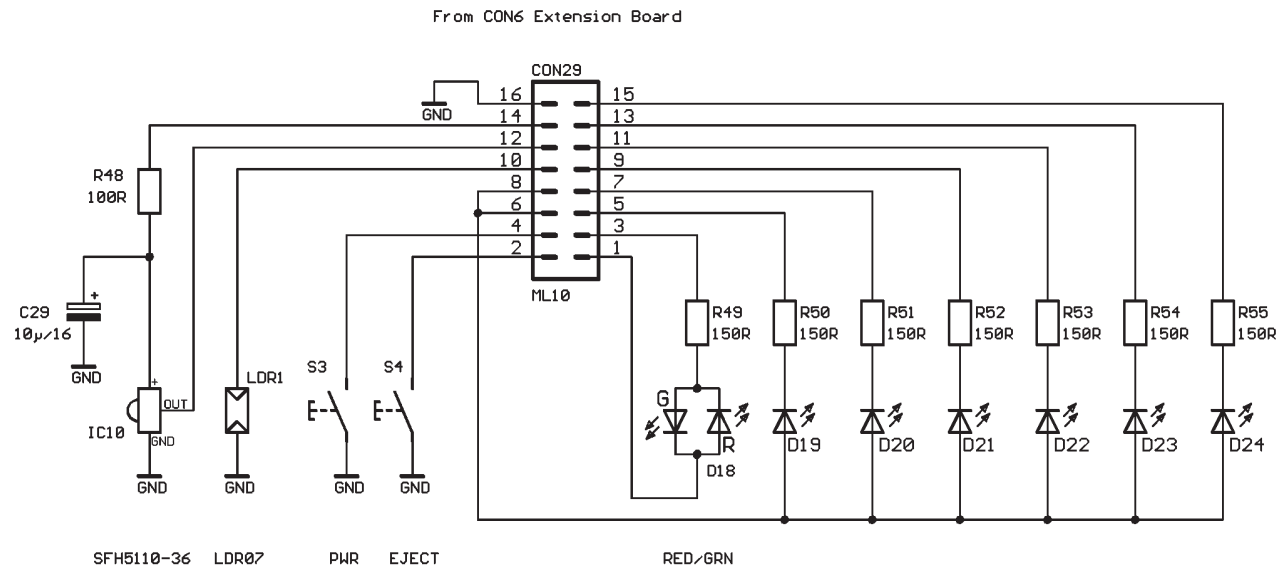 From CON6 Extension Board
CON29
16 15
GND
14 13
12 11
10 9
8 7
6 5
4 3
2 1
ML10
R48
100R
+
C29
10µ/16
GND
R49
150R
R50
150R
R51
150R
R52
150R
R53
150R
R54
150R
R55
150R
S3
S4
LDR1
+
OUT
GND
IC10
G
R
D18
D19
D20
D21
D22
D23
D24
GND
GND
GND
GND
SFH5110-36 LDR07 PWR EJECT RED/GRN